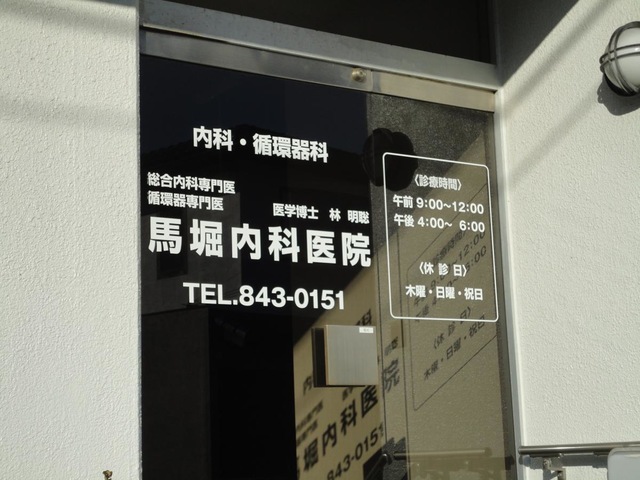 内科・循環器科
総合内科専門医
循環器専門医 医学博士 林 明聡
馬堀内科医院
TEL.843-0151
〈診療時間〉
午前 9:00~12:00
午後 4:00~ 6:00
〈休 診 日〉
木曜・日曜・祝日